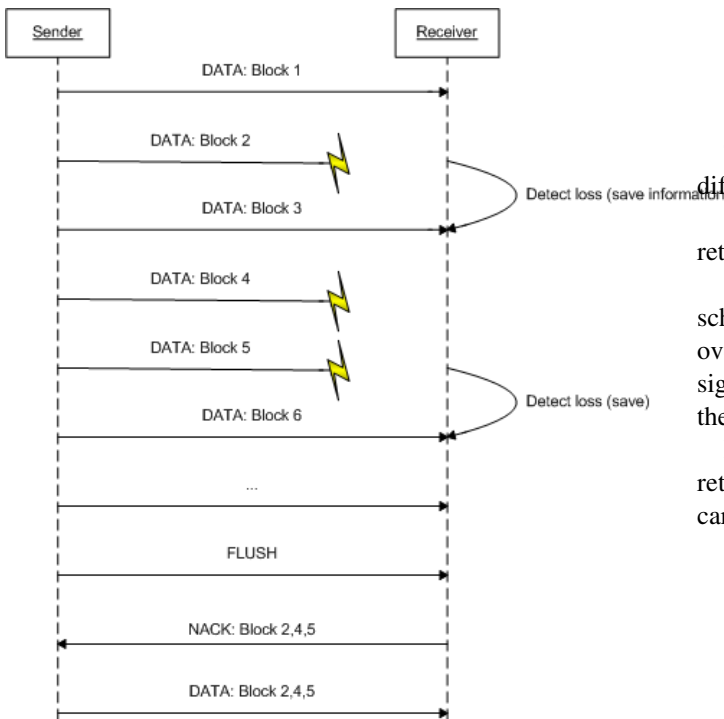 Sender
Receiver
DATA: Block 1
DATA: Block 2
Detect loss (save information
DATA: Block 3
DATA: Block 4
DATA: Block 5
Detect loss (save)
DATA: Block 6
...
FLUSH
NACK: Block 2,4,5
DATA: Block 2,4,5
dif
ret
sch
ov
sig
the
ret
car